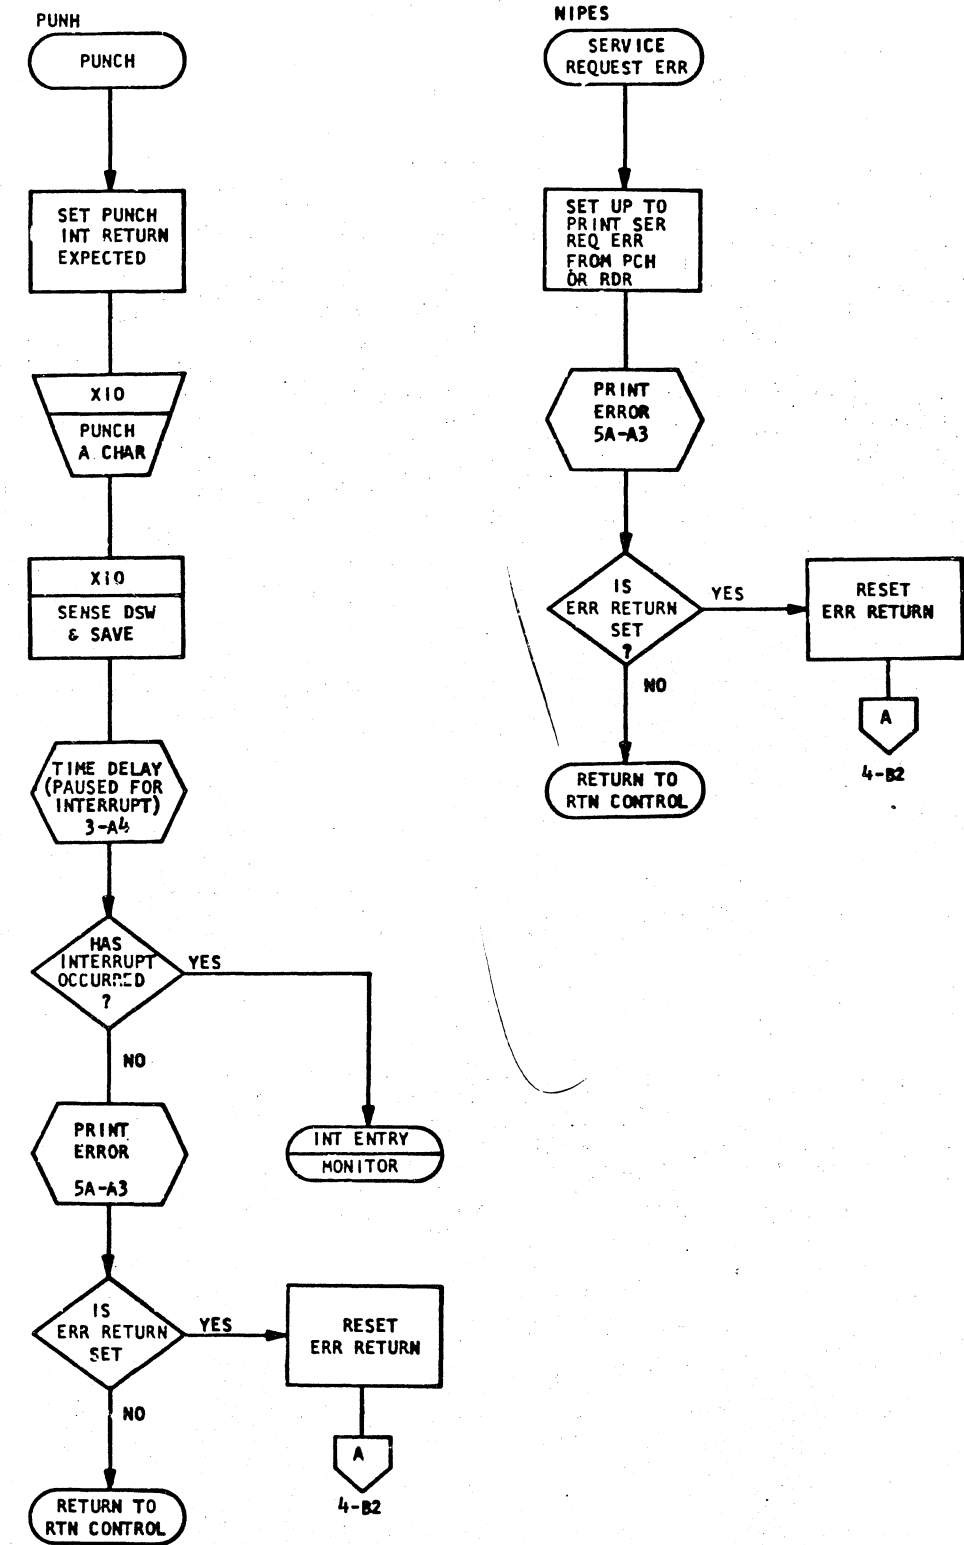 PUNH
PUNCH
SET PUNCH
INT RETURN
EXPECTED
XIO
PUNCH
A CHAR
XIO
SENSE DSW
& SAVE
TIME DELAY
(PAUSED FOR
INTERRUPT)
3-A4
HAS
INTERRUPT
OCCURRED
?
YES
NO
INT ENTRY
MONITOR
PRINT
ERROR
5A-A3
IS
ERR RETURN
SET
YES
RESET
ERR RETURN
A
4-B2
NO
RETURN TO
RTN CONTROL
NIPES
SERVICE
REQUEST ERR
SET UP TO
PRINT SER
REQ ERR
FROM PCH
OR RDR
PRINT
ERROR
5A-A3
IS
ERR RETURN
SET
?
YES
RESET
ERR RETURN
A
4-B2
NO
RETURN TO
RTN CONTROL